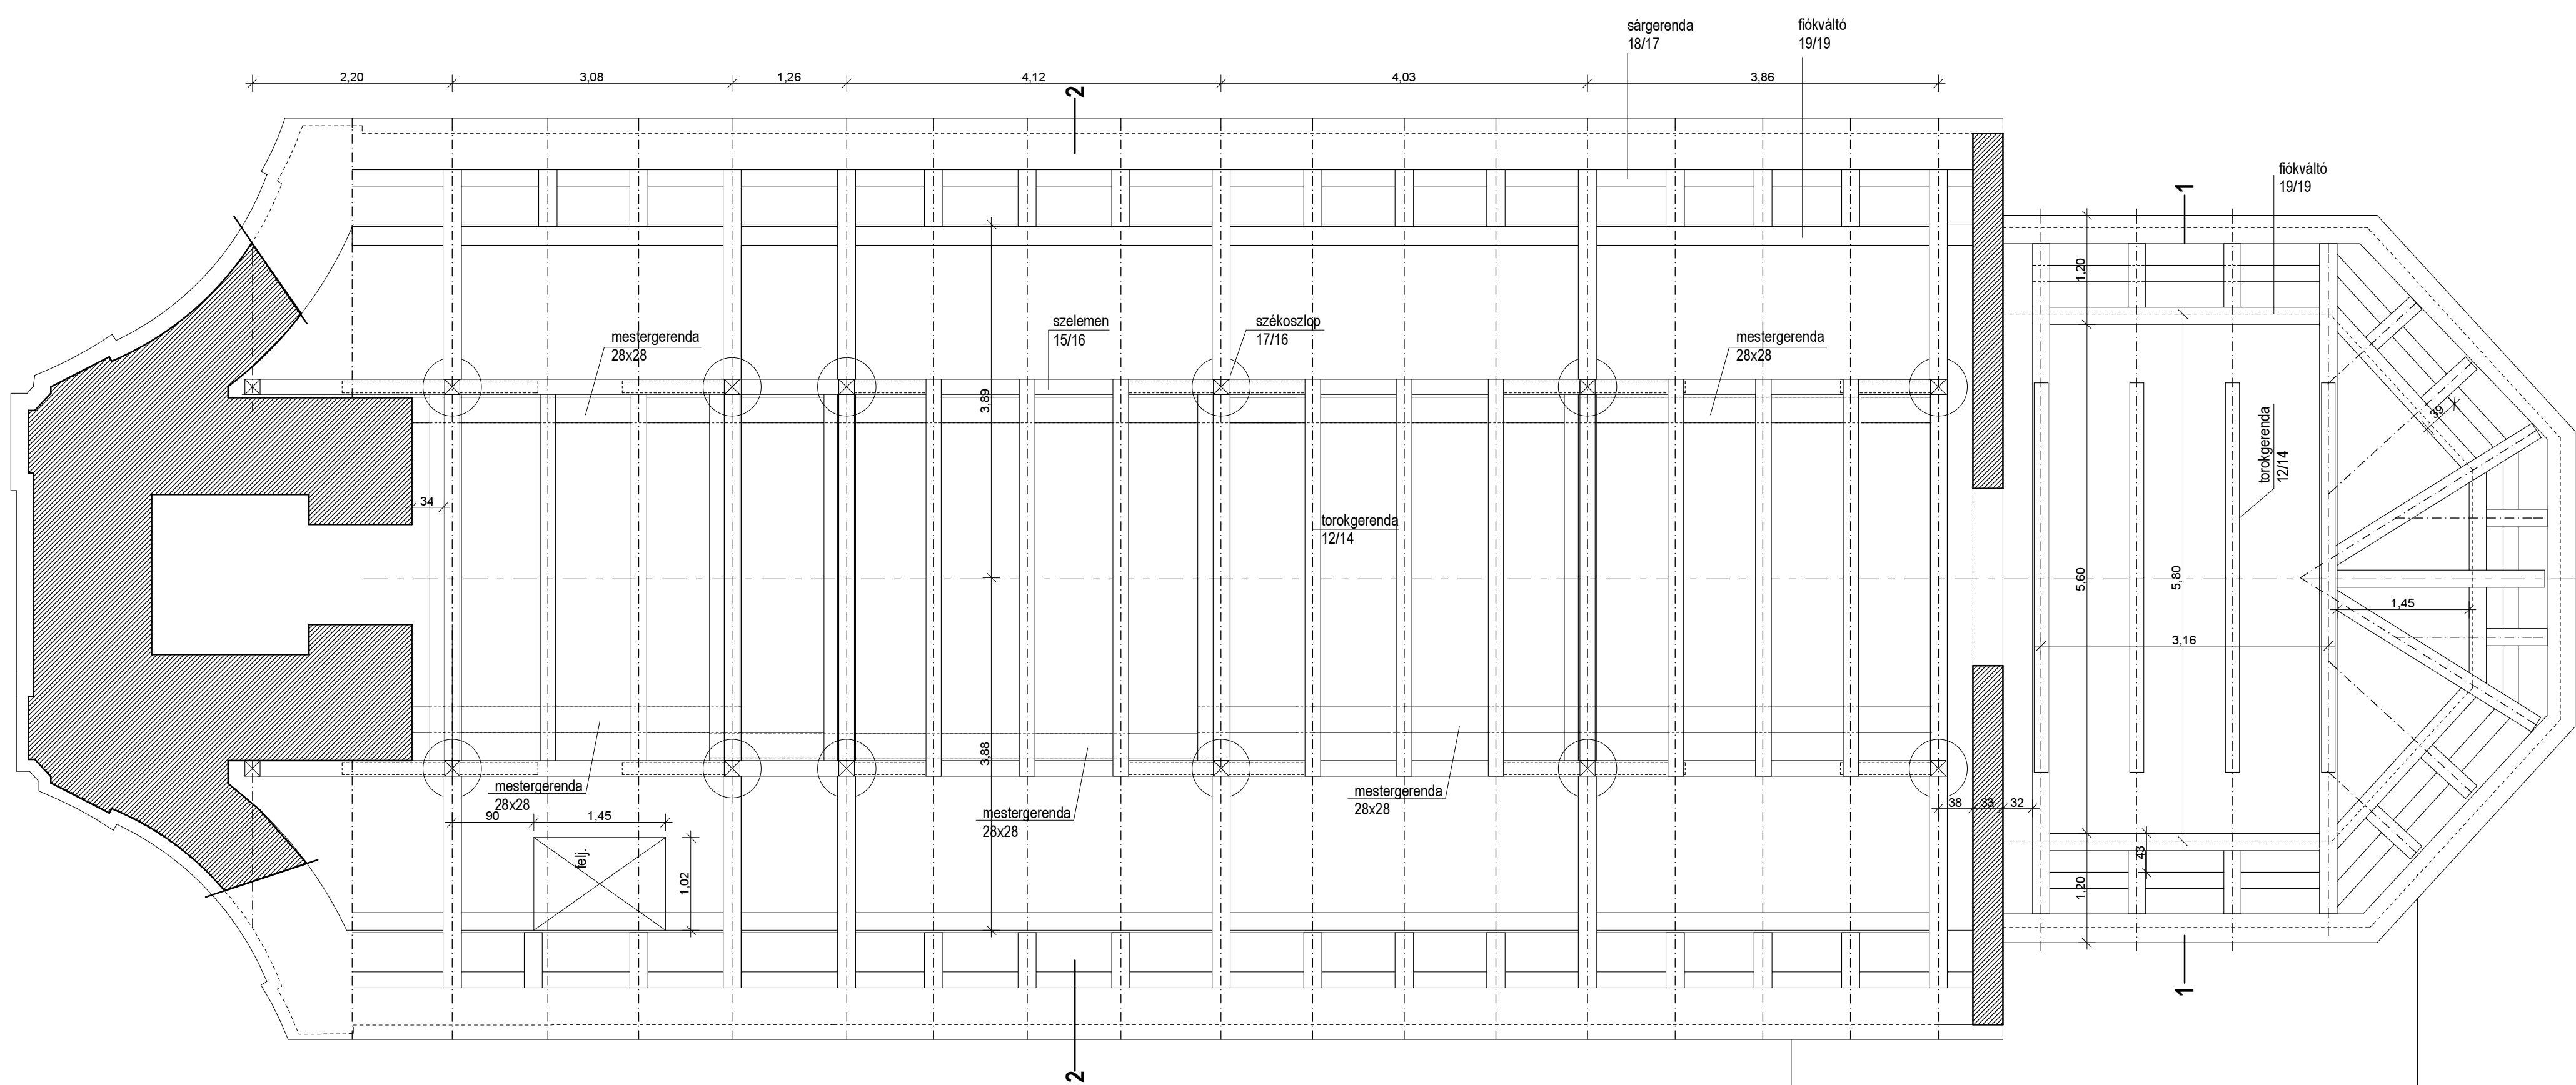 sárgerenda
18/17
fiókváltó
19/19
2,20
3,08
1,26
4,12
4,03
3,86
2
fiókváltó
19/19
1
1,20
mestergerenda
28x28
szelemen
15/16
székoszlop
17/16
mestergerenda
28x28
3,89
39
torokgerenda
12/14
34
torokgerenda
12/14
5,60
5,80
1,45
3,16
3,88
mestergerenda
28x28
mestergerenda
28x28
mestergerenda
28x28
38
33
32
90
1,45
felj.
1,02
43
1,20
1
2